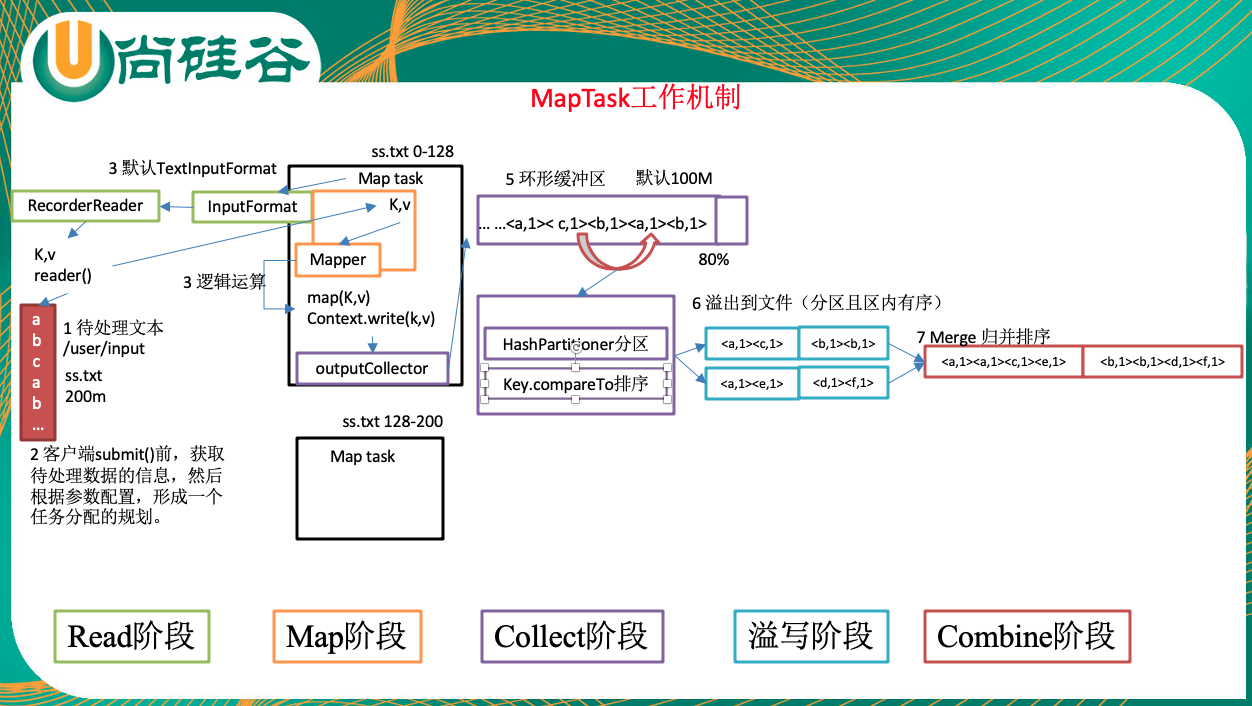 尚硅谷
MapTask工作机制
ss.txt 0-128
3 默认TextInputFormat
Map task
RecorderReader
InputFormat
K,v
K,v
reader()
Mapper
3 逻辑运算
map(K,v)
Context.write(k,v)
outputCollector
a
b
c
a
b
...
1 待处理文本
/user/input
ss.txt
200m
2 客户端submit()前，获取
待处理数据的信息，然后
根据参数配置，形成一个
任务分配的规划。
ss.txt 128-200
Map task
5 环形缓冲区
默认100M
... ...<a,1>< c,1><b,1><a,1><b,1>
80%
HashPartitioner分区
Key.compareTo排序
6 溢出到文件（分区且区内有序）
<a,1><c,1>
<b,1><b,1>
<a,1><e,1>
<d,1><f,1>
7 Merge 归并排序
<a,1><a,1><c,1><e,1>
<b,1><b,1><d,1><f,1>
Read阶段
Map阶段
Collect阶段
溢写阶段
Combine阶段